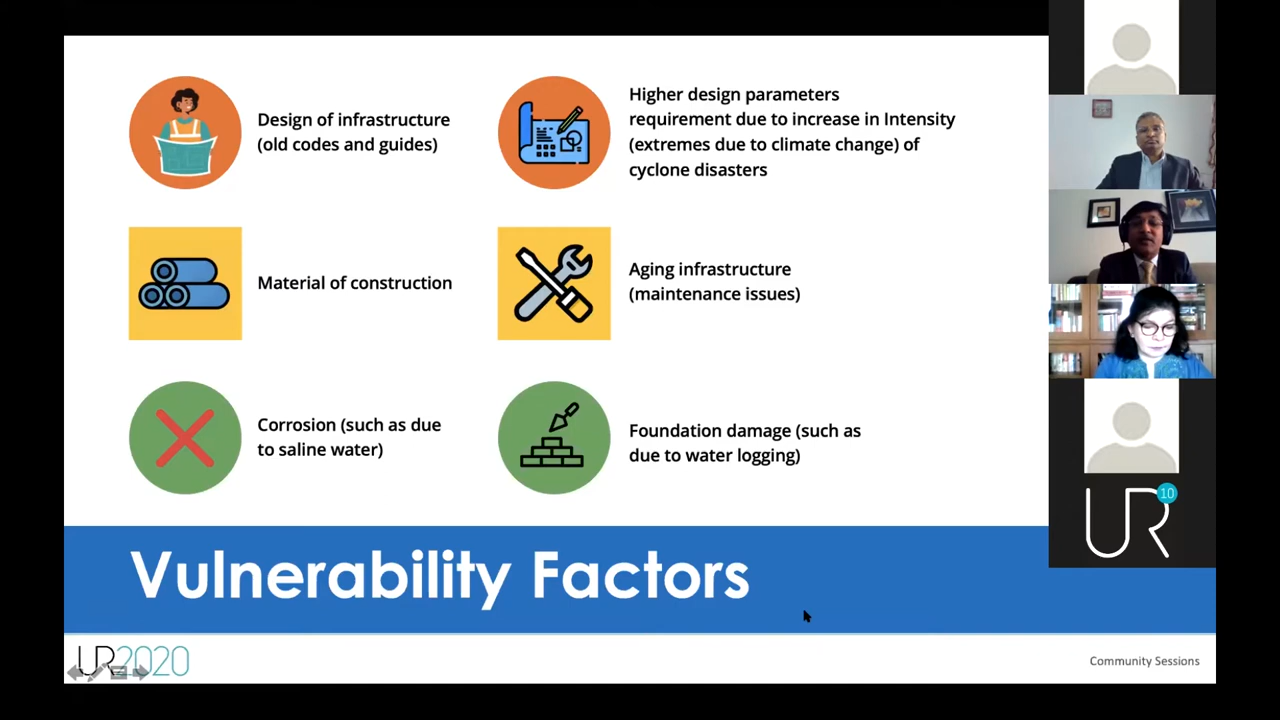 Design of infrastructure
(old codes and guides)
Higher design parameters
requirement due to increase in Intensity
(extremes due to climate change) of
cyclone disasters
Material of construction
Aging infrastructure
(maintenance issues)
Corrosion (such as due
to saline water)
Foundation damage (such as
due to water logging)
Vulnerability Factors
UR2020
Community Sessions
UR
10